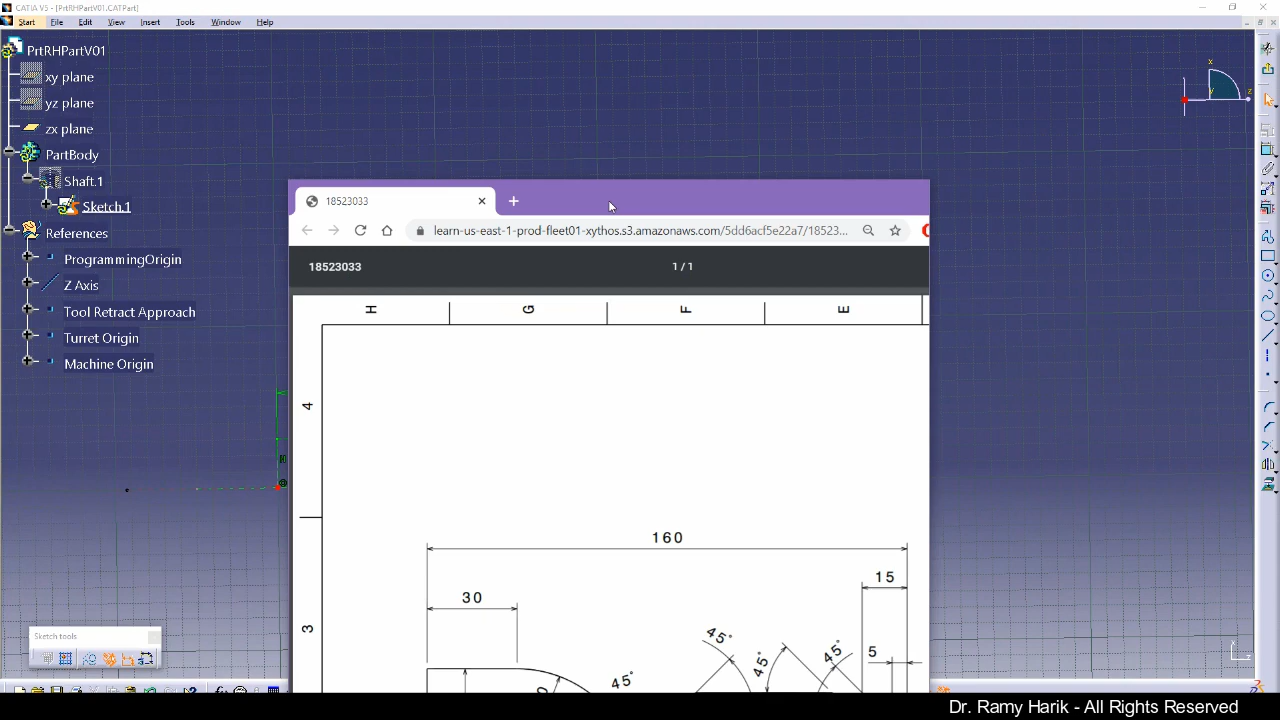 CATIA V5 - [PrtRHPartV01.CATPart]
Start File Edit View Insert Tools Window Help
PrtRHPartV01
xy plane
yz plane
zx plane
PartBody
Shaft.1
Sketch.1
References
ProgrammingOrigin
Z Axis
Tool Retract Approach
Turret Origin
Machine Origin
x
y
z
18523033
learn-us-east-1-prod-fleet01-xythos.s3.amazonaws.com/5dd6acf5e22a7/18523...
18523033
1 / 1
H G F E
4
160
15
30
3
45°
45°
45°
5
45°
Sketch tools
Dr. Ramy Harik - All Rights Reserved